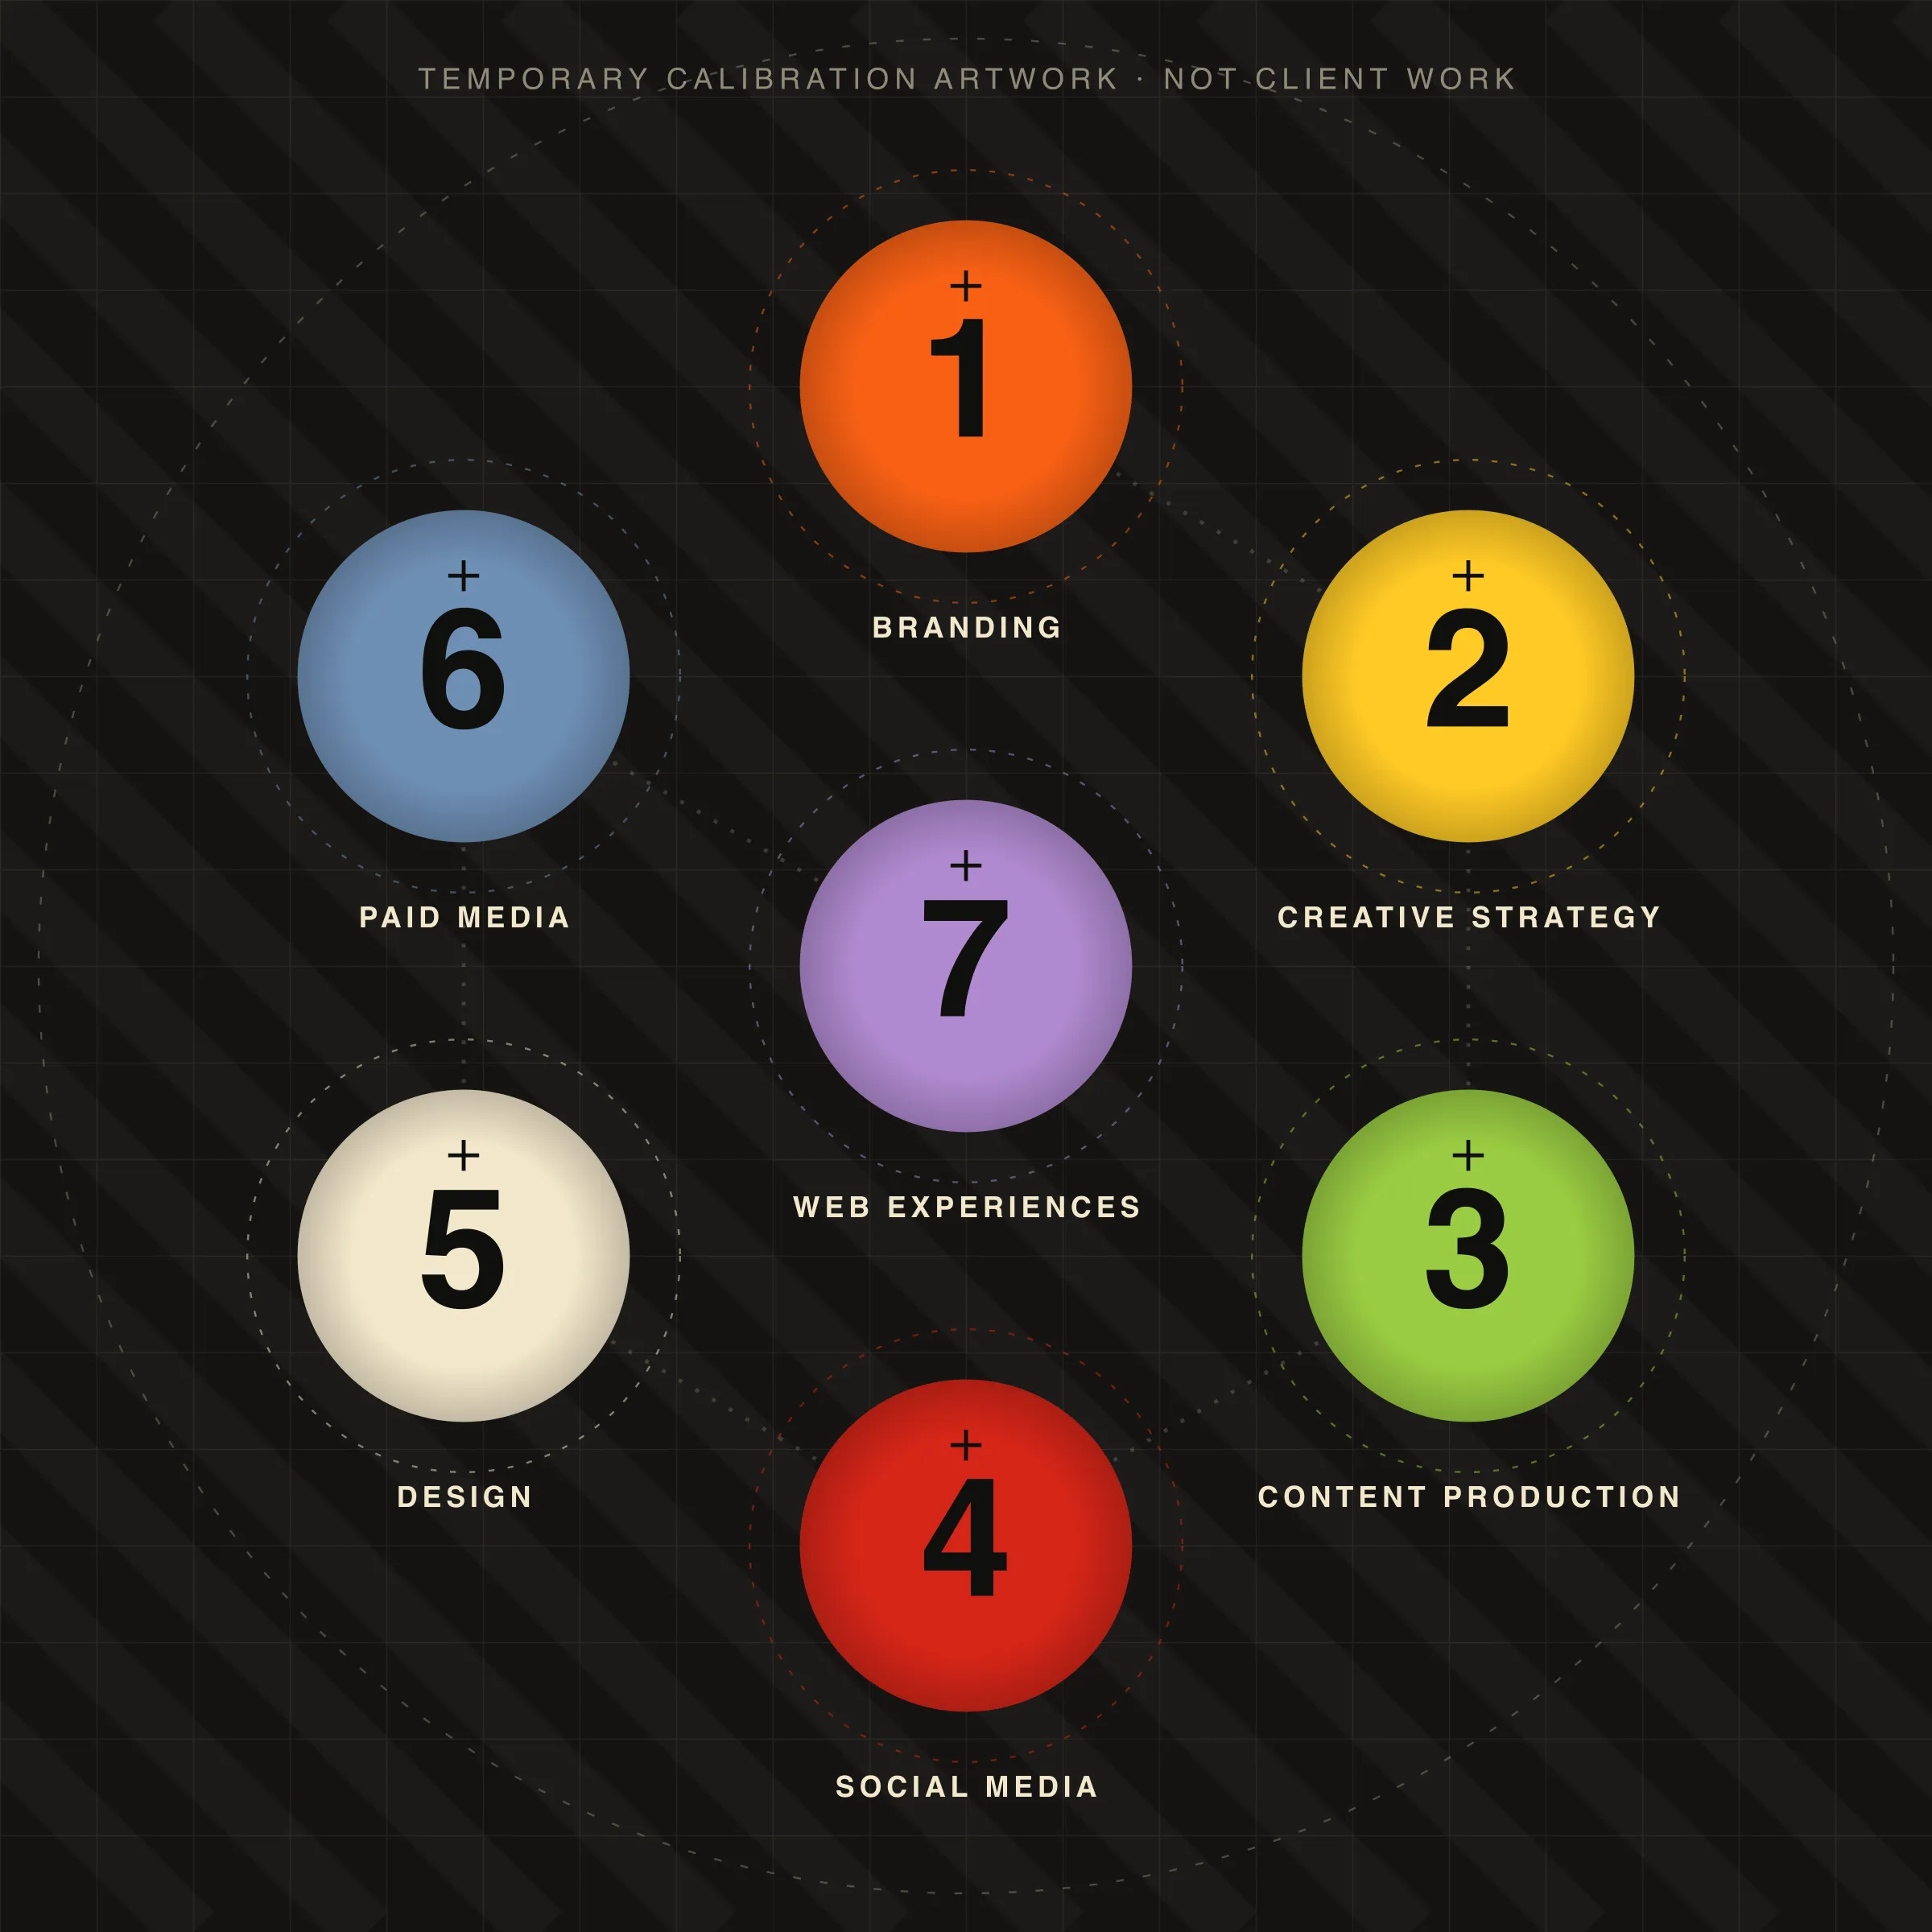 TEMPORARY CALIBRATION ARTWORK · NOT CLIENT WORK
+
1
BRANDING
+
6
PAID MEDIA
+
2
CREATIVE STRATEGY
+
7
WEB EXPERIENCES
+
5
DESIGN
+
3
CONTENT PRODUCTION
+
4
SOCIAL MEDIA